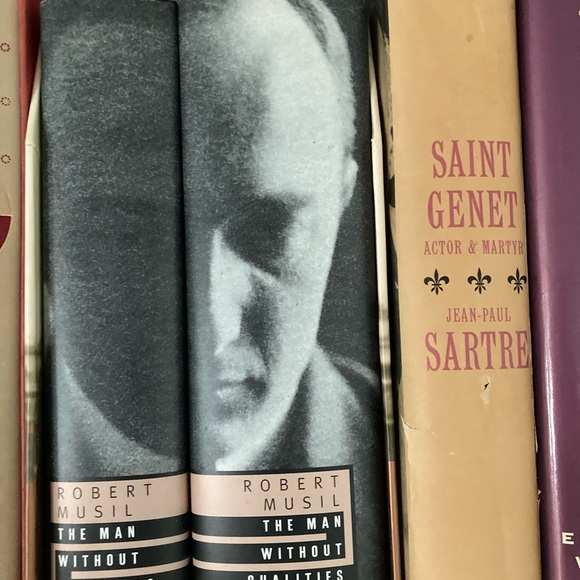 ROBERT
MUSIL
THE MAN
WITHOUT
ROBERT
MUSIL
THE MAN
WITHOUT
QUALITIES
SAINT
GENET
ACTOR & MARTYR
JEAN-PAUL
SARTRE
E